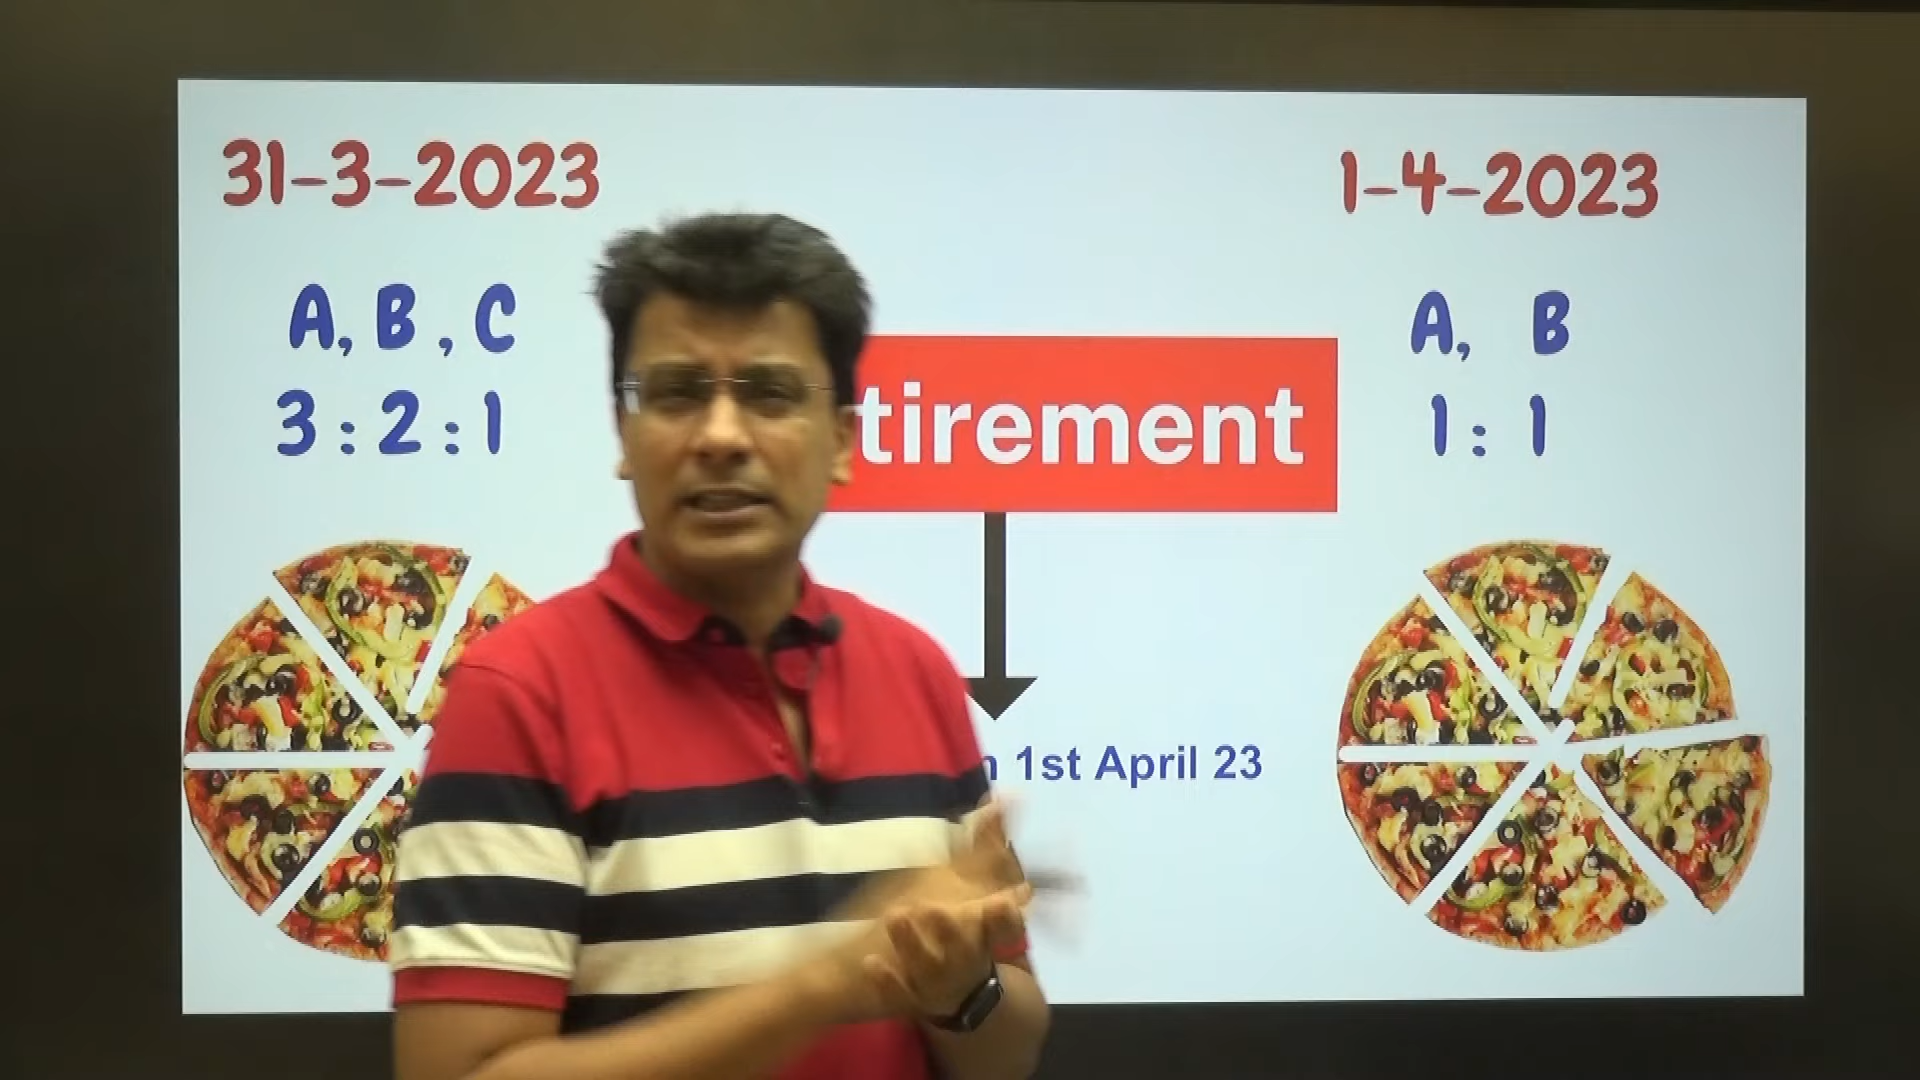 31-3-2023
1-4-2023
A, B, C
3:2:1
A, B
1:1
tirement
1st April 23